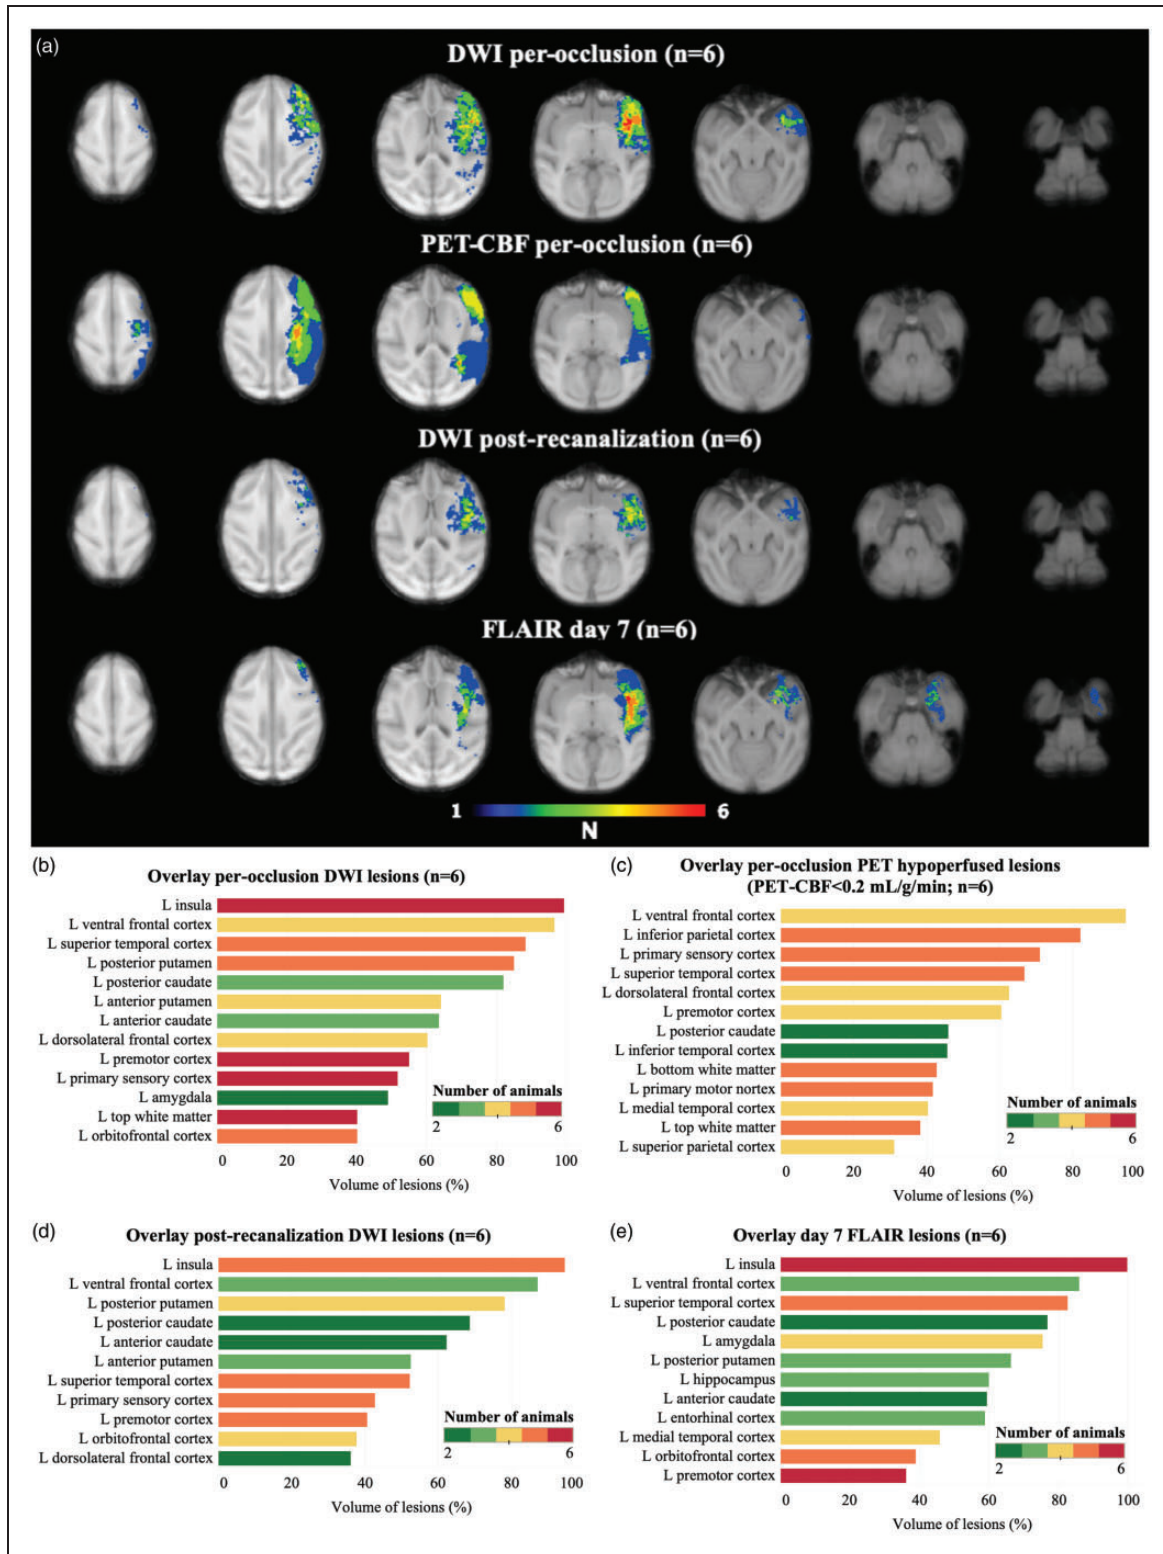 (a)
DWI per-occlusion (n=6)
PET-CBF per-occlusion (n=6)
DWI post-recanalization (n=6)
FLAIR day 7 (n=6)
1 6
N
(b)
Overlay per-occlusion DWI lesions (n=6)
L insula
L ventral frontal cortex
L superior temporal cortex
L posterior putamen
L posterior caudate
L anterior putamen
L anterior caudate
L dorsolateral frontal cortex
L premotor cortex
L primary sensory cortex
L amygdala
L top white matter
L orbitofrontal cortex
Number of animals
2 6
0 20 40 60 80 100
Volume of lesions (%)
(c)
Overlay per-occlusion PET hypoperfused lesions
(PET-CBF<0.2 mL/g/min; n=6)
L ventral frontal cortex
L inferior parietal cortex
L primary sensory cortex
L superior temporal cortex
L dorsolateral frontal cortex
L premotor cortex
L posterior caudate
L inferior temporal cortex
L bottom white matter
L primary motor nortex
L medial temporal cortex
L top white matter
L superior parietal cortex
Number of animals
2 6
0 20 40 60 80 100
Volume of lesions (%)
(d)
Overlay post-recanalization DWI lesions (n=6)
L insula
L ventral frontal cortex
L posterior putamen
L posterior caudate
L anterior caudate
L anterior putamen
L superior temporal cortex
L primary sensory cortex
L premotor cortex
L orbitofrontal cortex
L dorsolateral frontal cortex
Number of animals
2 6
0 20 40 60 80 100
Volume of lesions (%)
(e)
Overlay day 7 FLAIR lesions (n=6)
L insula
L ventral frontal cortex
L superior temporal cortex
L posterior caudate
L amygdala
L posterior putamen
L hippocampus
L anterior caudate
L entorhinal cortex
L medial temporal cortex
L orbitofrontal cortex
L premotor cortex
Number of animals
2 6
0 20 40 60 80 100
Volume of lesions (%)